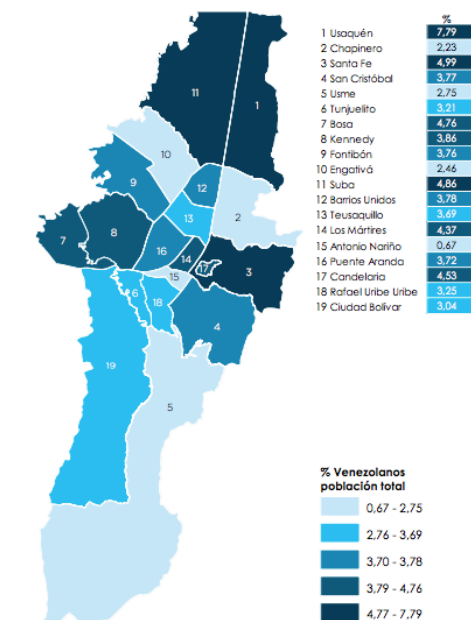 %
1 Usaquén 7,79
2 Chapinero 2,23
3 Santa Fe 4,99
4 San Cristóbal 3,77
5 Usme 2,75
6 Tunjuelito 3,21
7 Bosa 4,76
8 Kennedy 3,86
9 Fontibón 3,76
10 Engativá 2,46
11 Suba 4,86
12 Barrios Unidos 3,78
13 Teusaquillo 3,69
14 Los Mártires 4,37
15 Antonio Nariño 0,67
16 Puente Aranda 3,72
17 Candelaria 4,53
18 Rafael Uribe Uribe 3,25
19 Ciudad Bolívar 3,04
11
1
10
9
12
13
2
7
8
16
14
17
15
3
6
18
4
19
5
% Venezolanos
población total
0,67 - 2,75
2,76 - 3,69
3,70 - 3,78
3,79 - 4,76
4,77 - 7,79